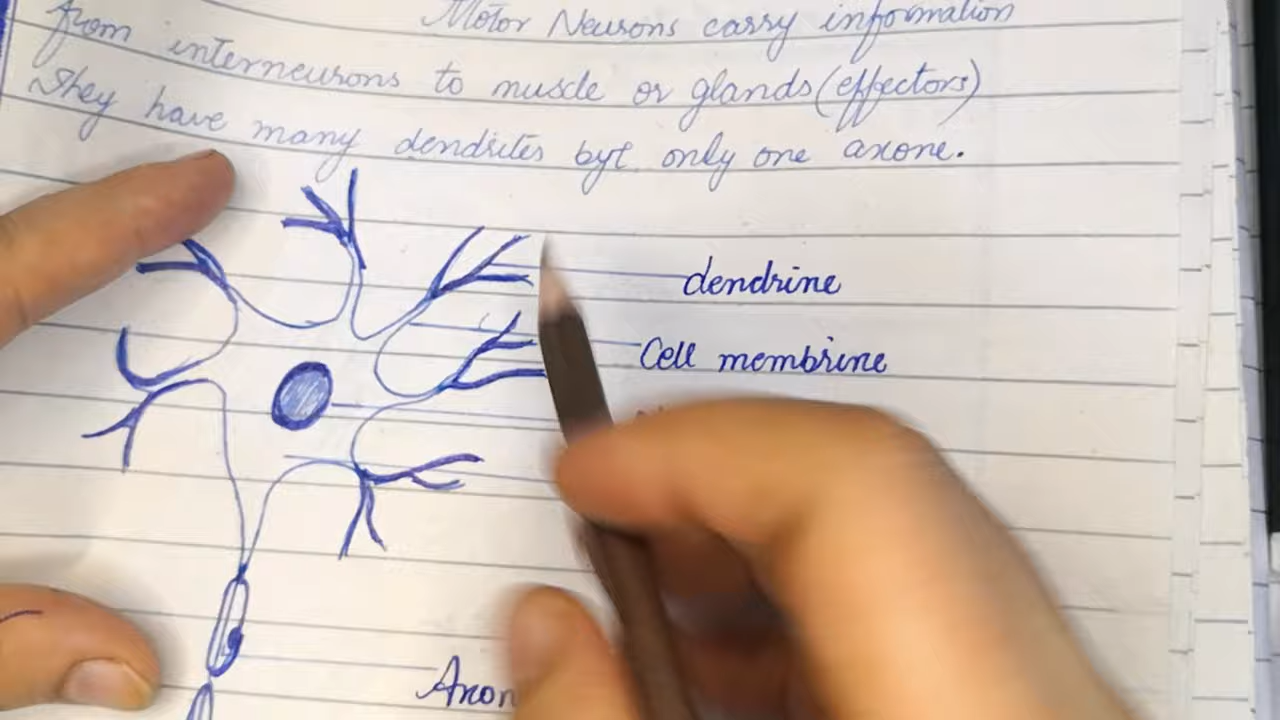 Motor Neurons carry information
from interneurons to muscle or glands (effectors)
They have many dendrites byt only one axone.
dendrine
Cell membrine
Axon